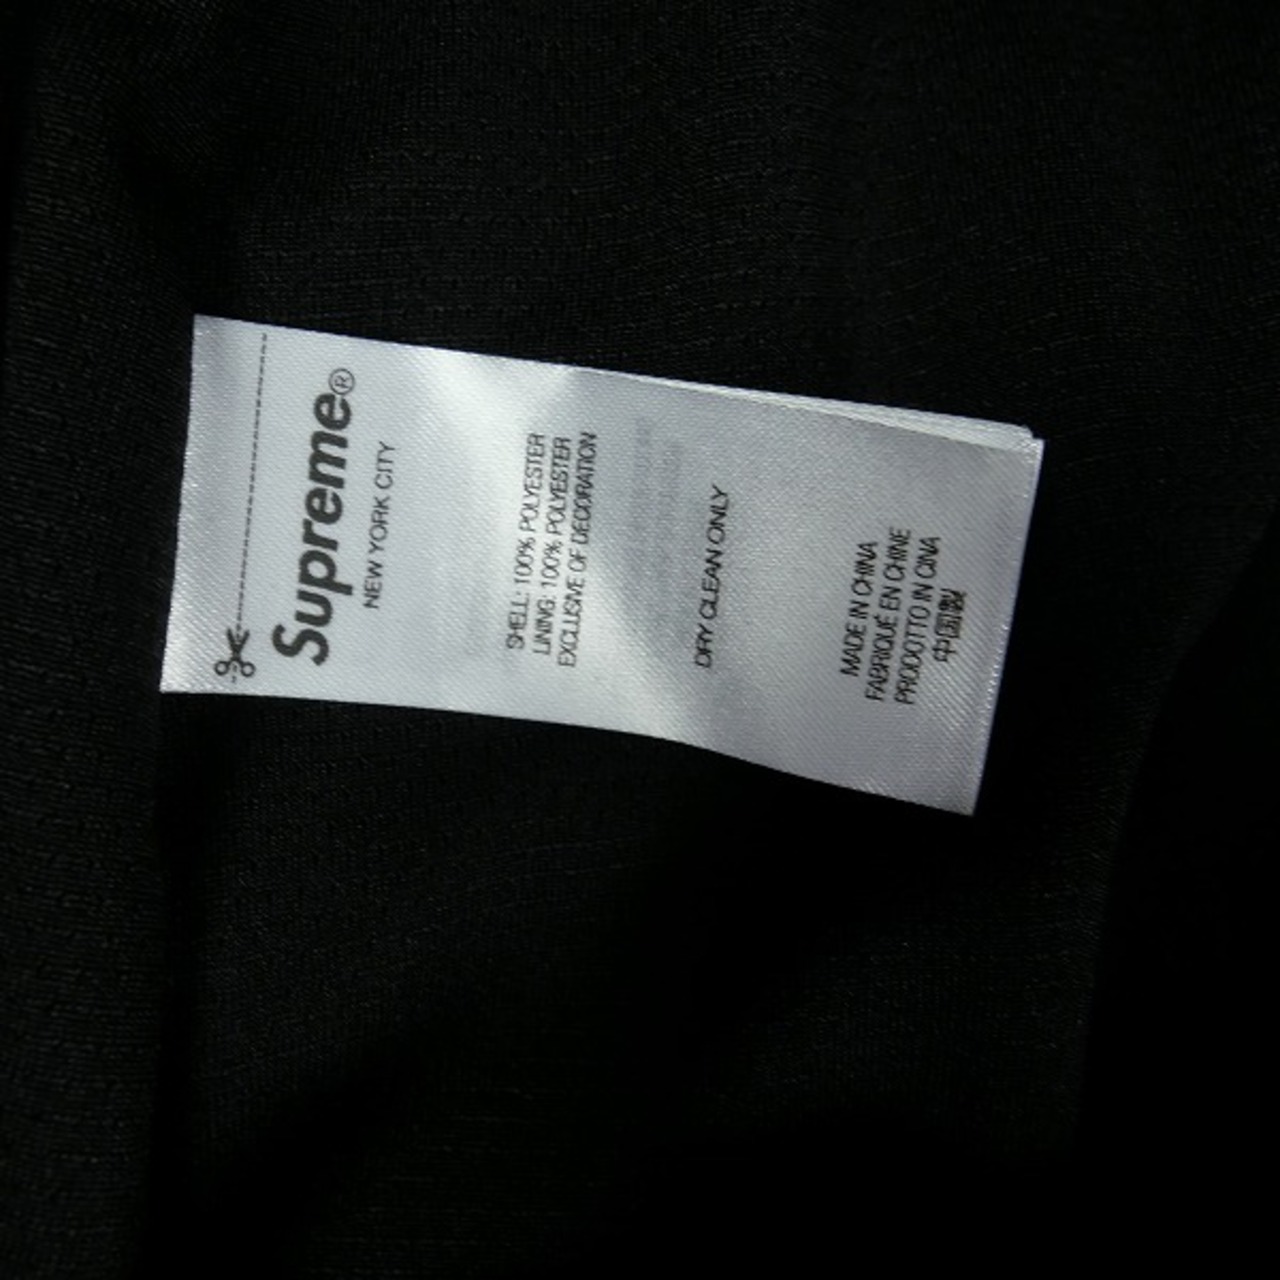 Supreme®
NEW YORK CITY
SHELL: 100% POLYESTER
LINING: 100% POLYESTER
EXCLUSIVE OF DECORATION
DRY CLEAN ONLY
MADE IN CHINA
FABRIQUÉ EN CHINE
PRODOTTO IN CINA
中国製